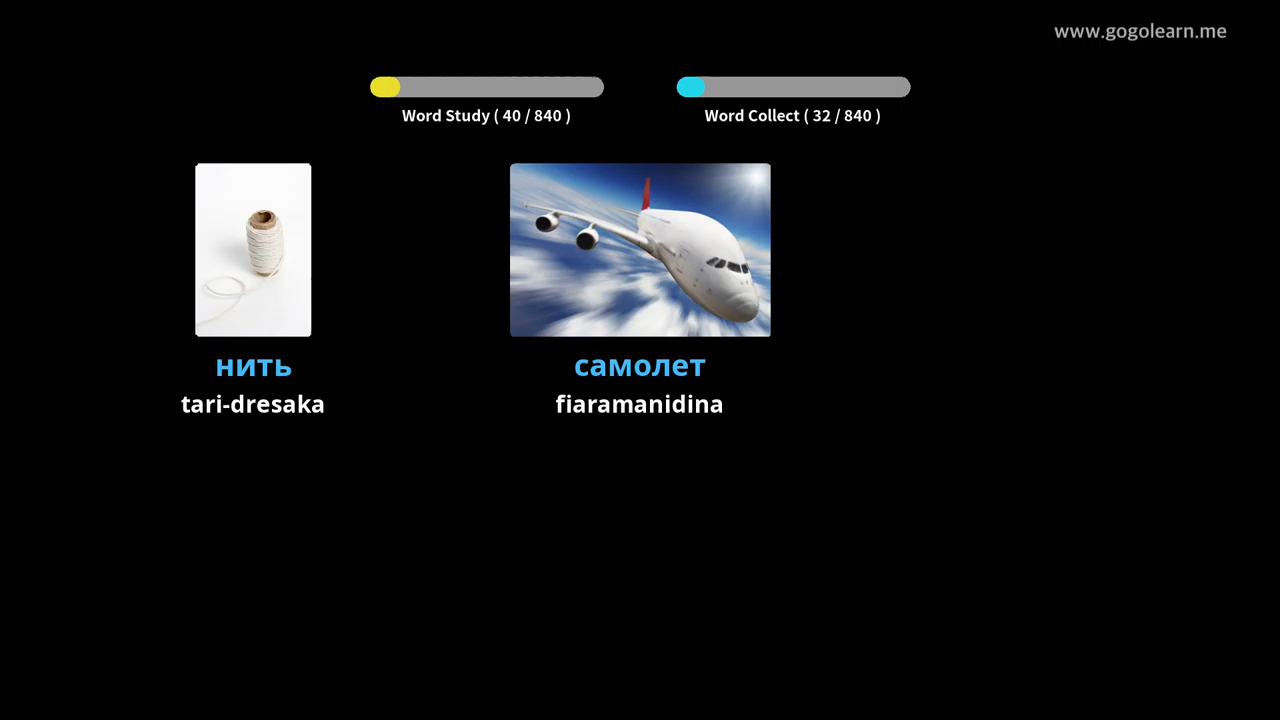 www.gogolearn.me
Word Study ( 40 / 840 )
Word Collect ( 32 / 840 )
нить
tari-dresaka
самолет
fiaramanidina